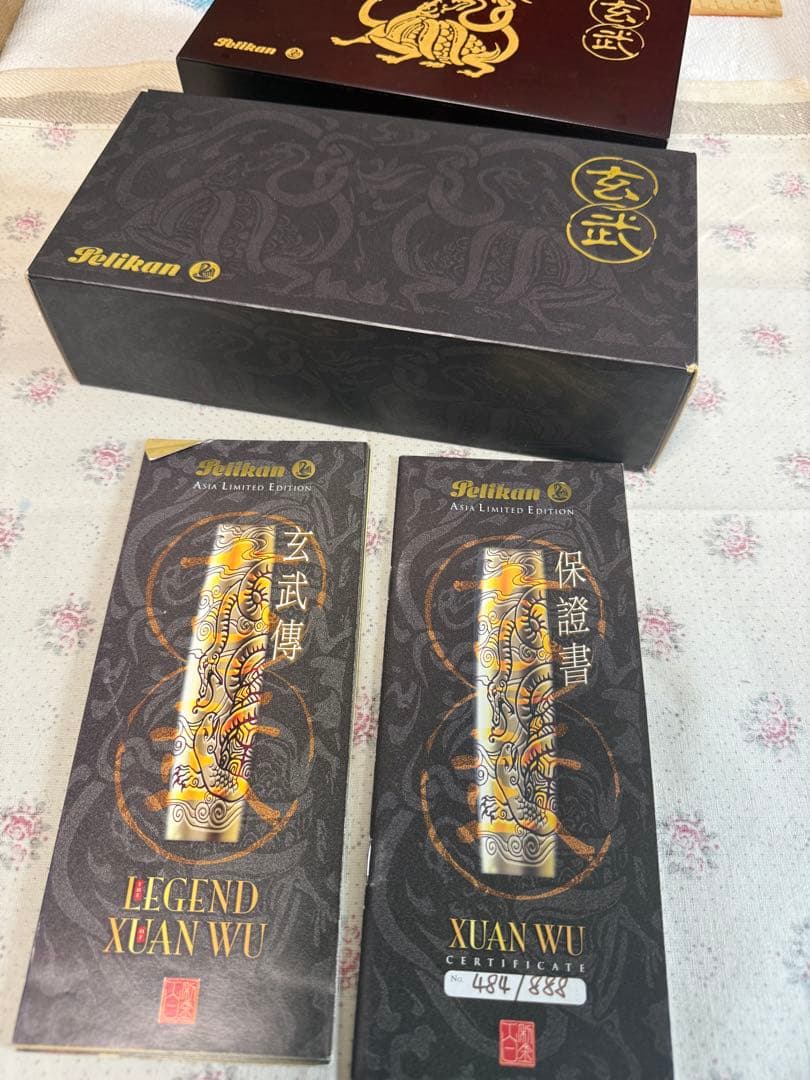 Pelikan
玄武
Pelikan
玄武
Pelikan
ASIA LIMITED EDITION
玄武傳
LEGEND
XUAN WU
Pelikan
ASIA LIMITED EDITION
保證書
XUAN WU
CERTIFICATE
No. 484/888